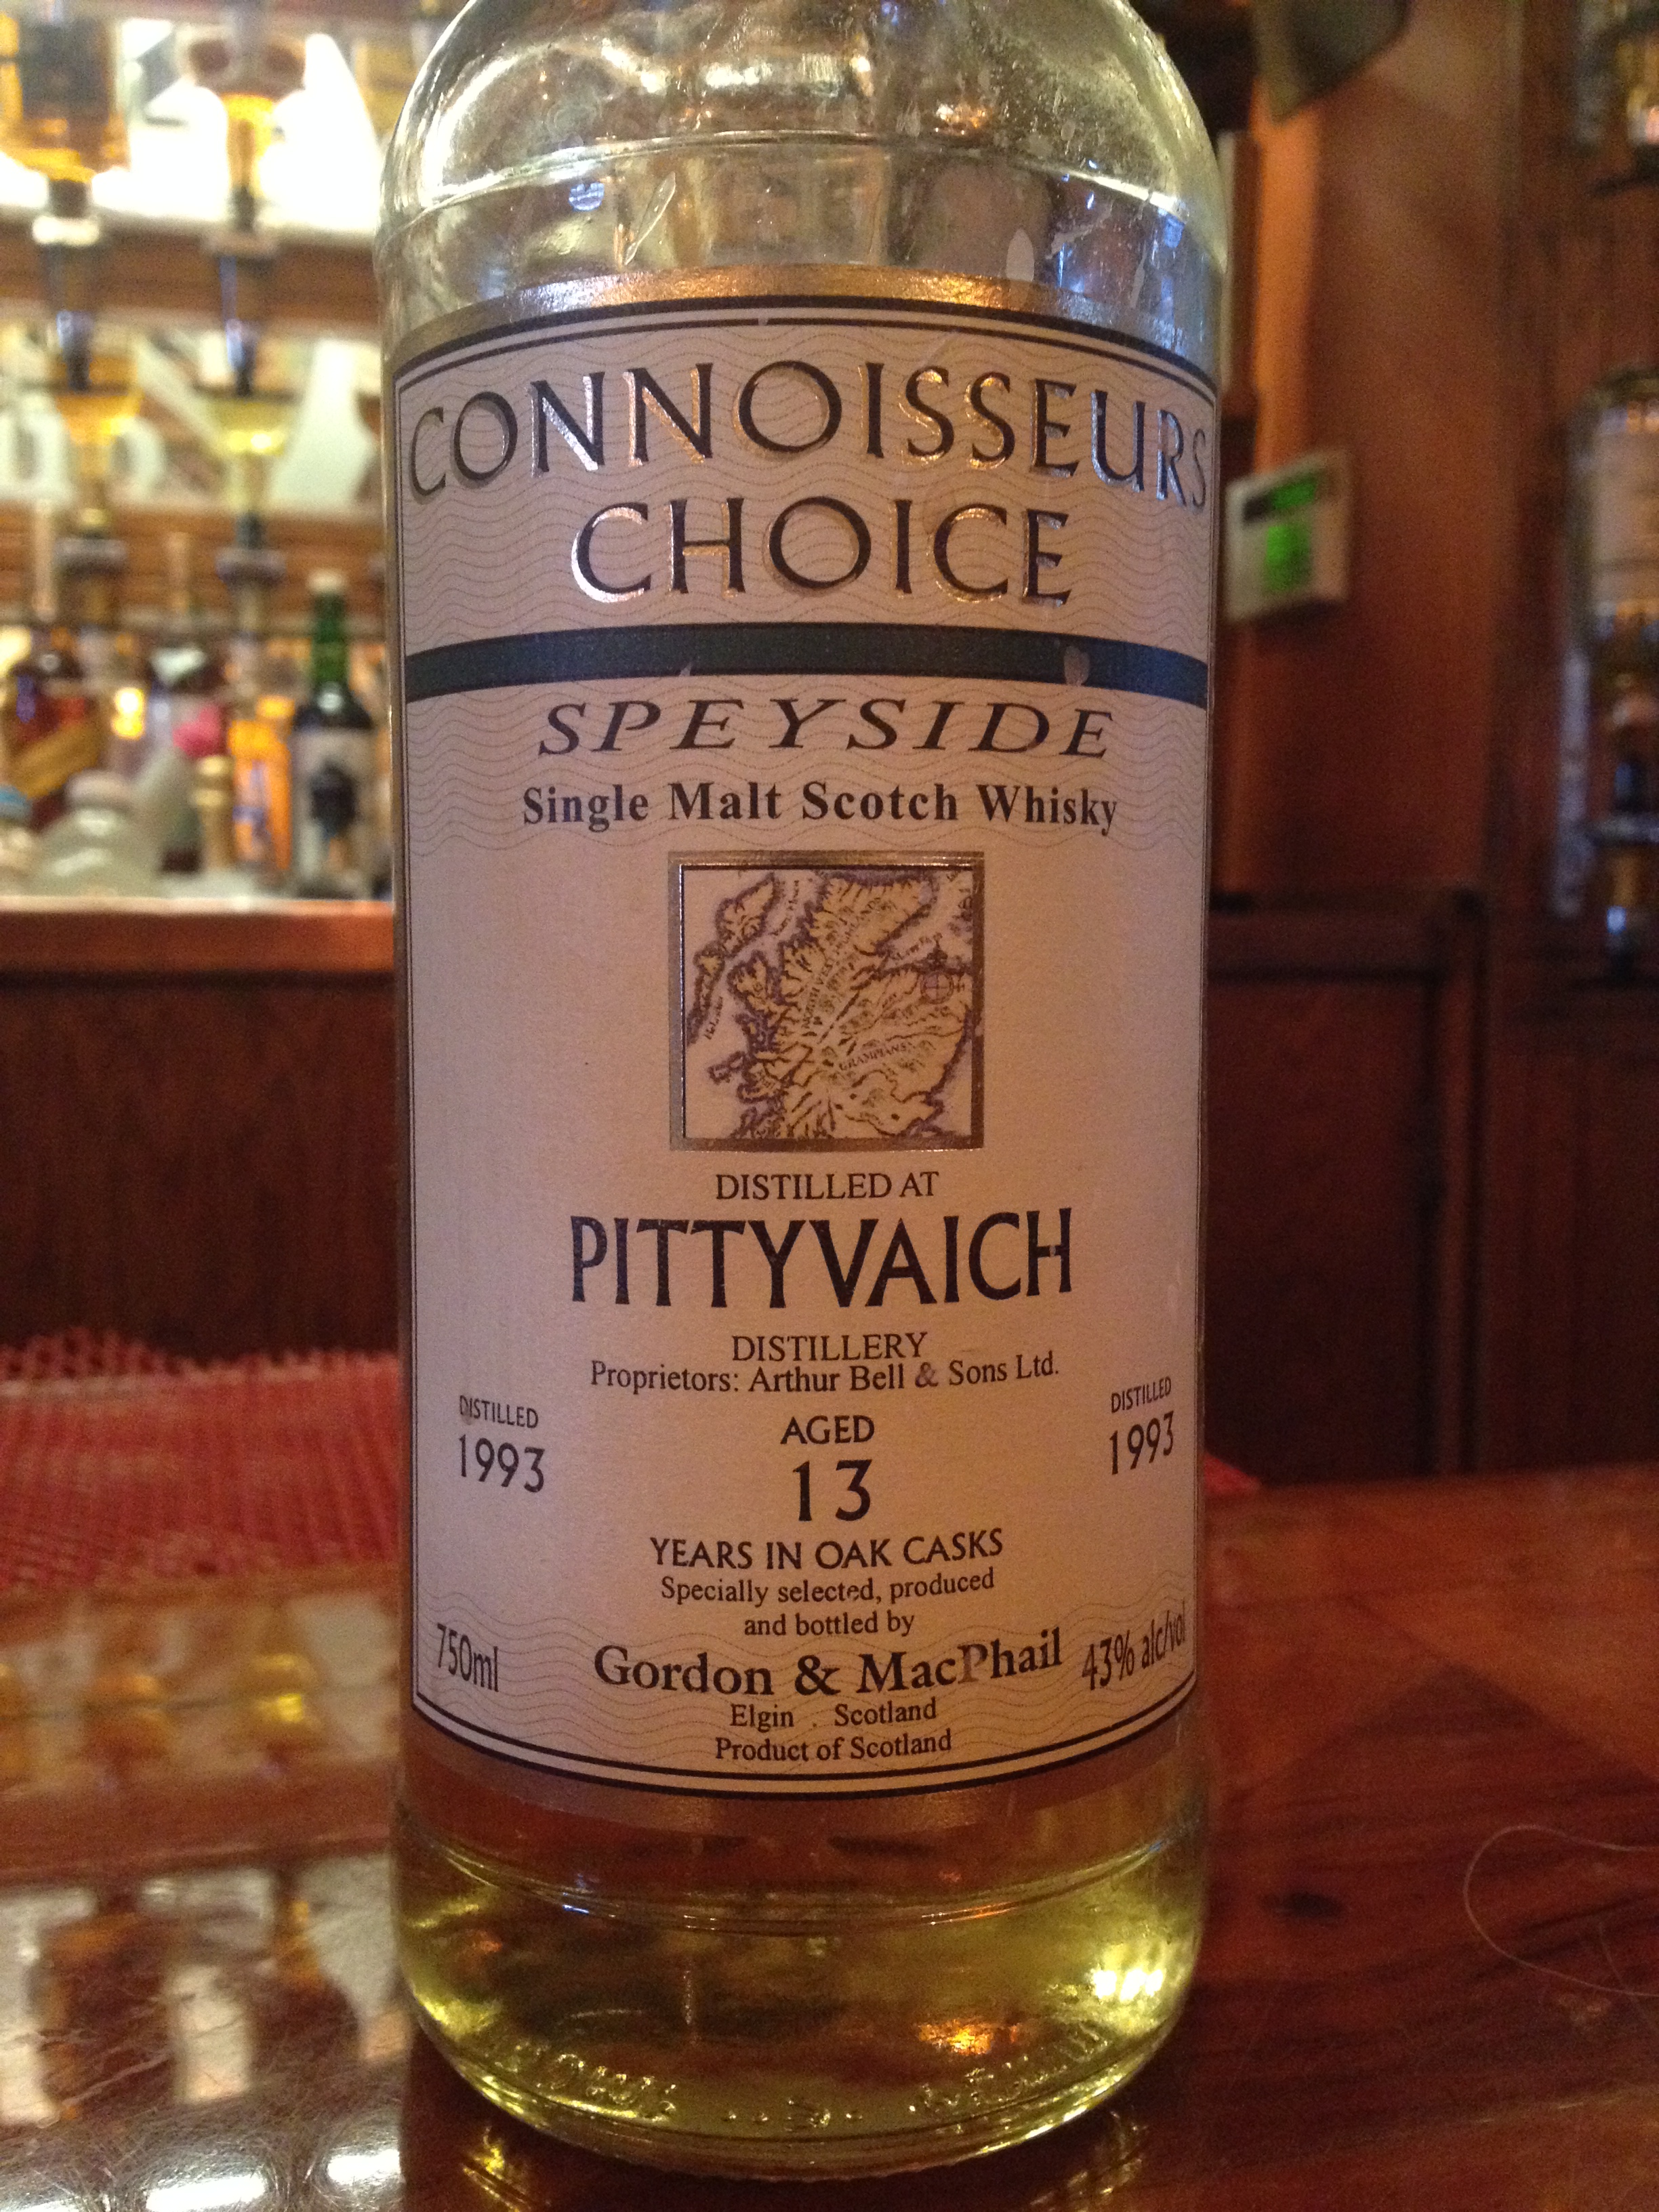 CONNOISSEURS
CHOICE
SPEYSIDE
Single Malt Scotch Whisky
GRAMPIANS
DISTILLED AT
PITTYVAICH
DISTILLERY
Proprietors: Arthur Bell & Sons Ltd.
DISTILLED
1993
AGED
13
DISTILLED
1993
YEARS IN OAK CASKS
Specially selected, produced
and bottled by
750ml
Gordon & MacPhail
43% alc/vol
Elgin . Scotland
Product of Scotland